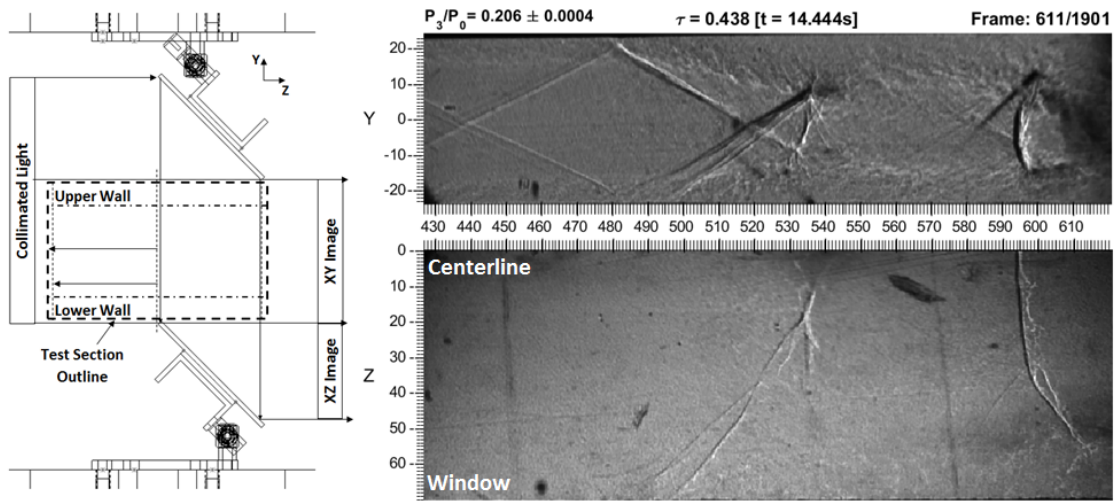 P3/P0 = 0.206 ± 0.0004
τ = 0.438 [t = 14.444s]
Frame: 611/1901
Y
Z
Collimated Light
Upper Wall
Lower Wall
Test Section
Outline
XY Image
XZ Image
Y
20
10
0
-10
-20
430 440 450 460 470 480 490 500 510 520 530 540 550 560 570 580 590 600 610
Z
0
10
20
30
40
50
60
Centerline
Window